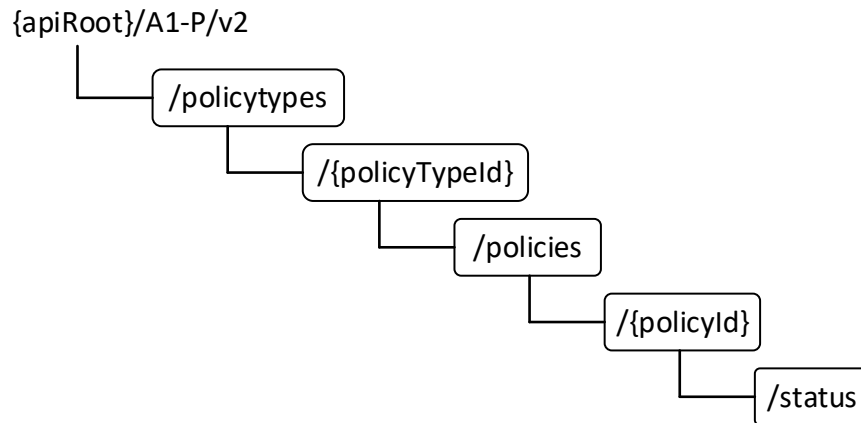 {apiRoot}/A1-P/v2
/policytypes
/{policyTypeId}
/policies
/{policyId}
/status